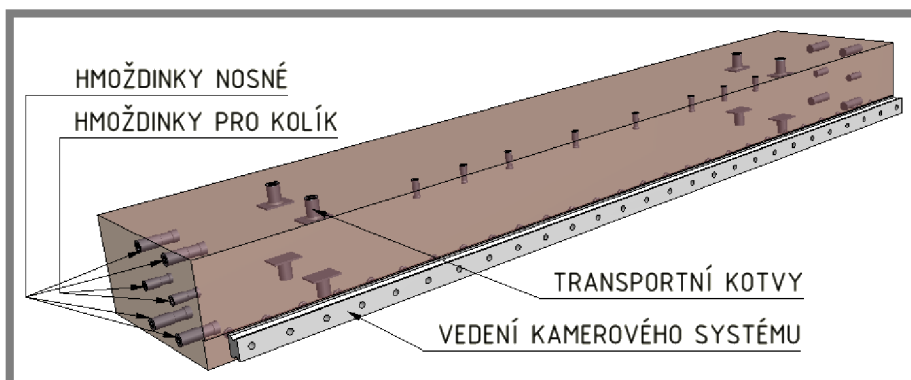 HMOŽDINKY NOSNÉ
HMOŽDINKY PRO KOLÍK
TRANSPORTNÍ KOTVY
VEDENÍ KAMEROVÉHO SYSTÉMU